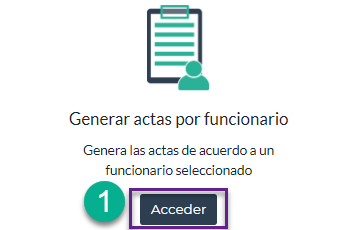 Generar actas por funcionario
Genera las actas de acuerdo a un
funcionario seleccionado
1
Acceder